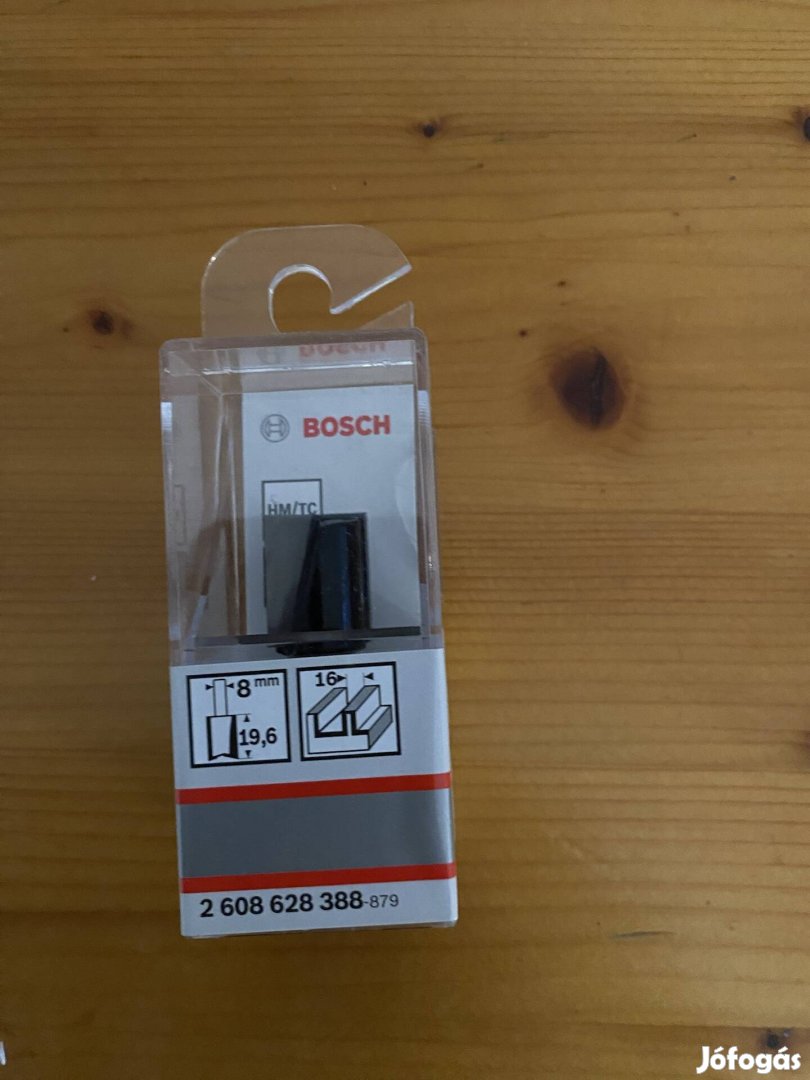 BOSCH
BOSCH
HM/TC
8 mm
19,6
16
2 608 628 388-879
Jófogás